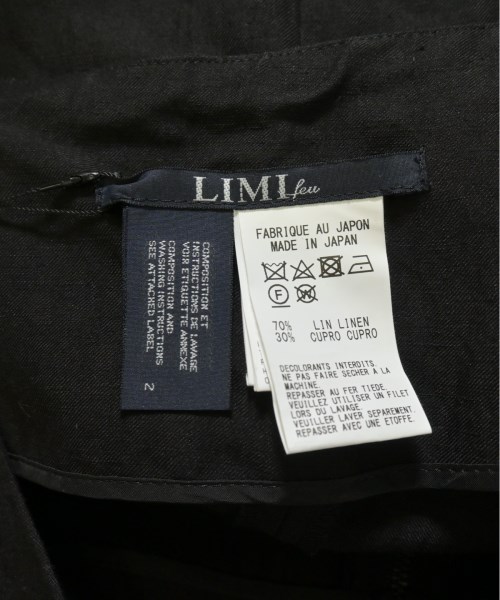 LIMI feu
COMPOSITION ET
INSTRUCTIONS DE LAVAGE
VOIR ETIQUETTE ANNEXE
COMPOSITION AND
WASHING INSTRUCTIONS
SEE ATTACHED LABEL
2
FABRIQUE AU JAPON
MADE IN JAPAN
F W
70% LIN LINEN
30% CUPRO CUPRO
DECOLORANTS INTERDITS
NE PAS FAIRE SECHER A LA
MACHINE.
REPASSER AU FER TIEDE
VEUILLEZ UTILISER UN FILET
LORS DU LAVAGE.
VEUILLER LAVER SEPAREMENT.
REPASSER AVEC UNE ETOFFE.